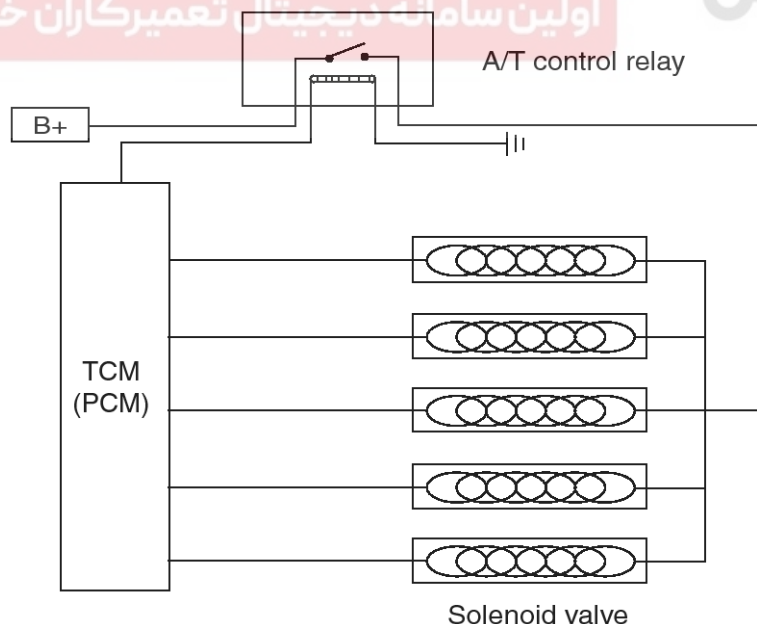 اولین سامانه دیجیتال تعمیرکاران
A/T control relay
B+
TCM
(PCM)
Solenoid valve